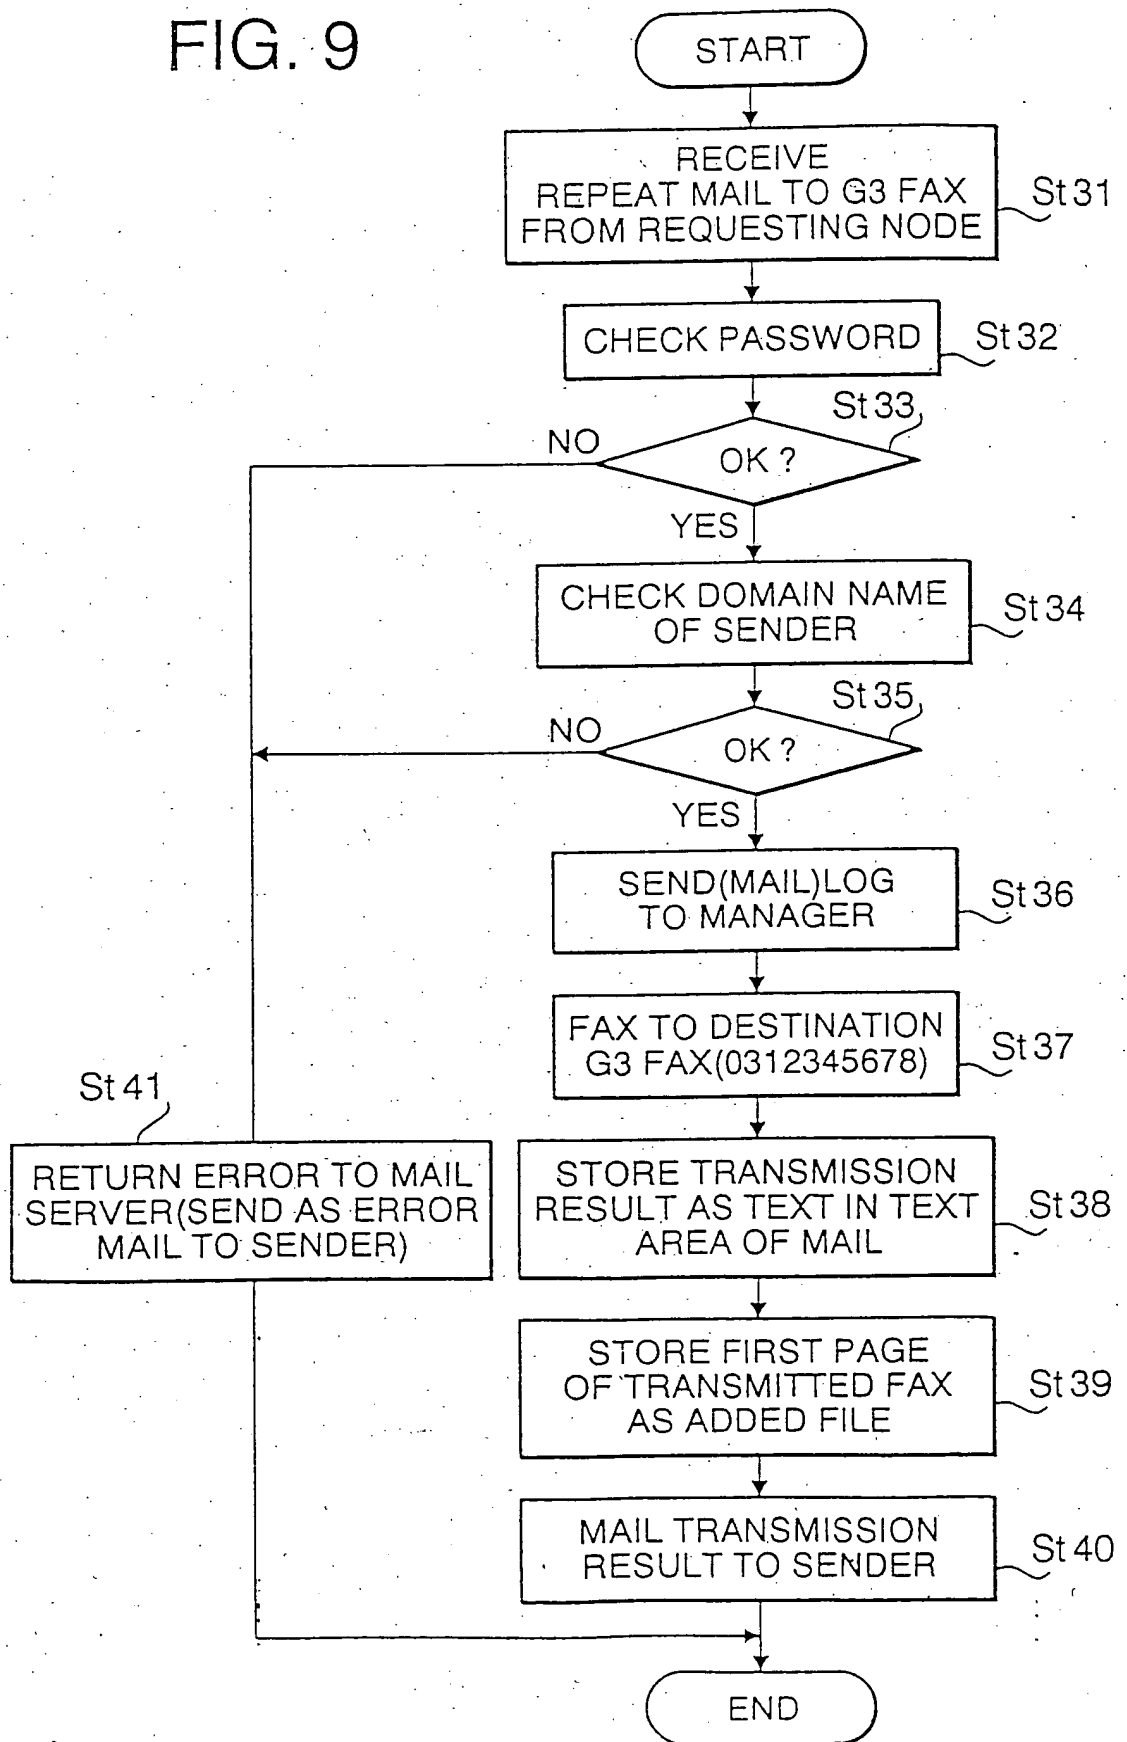 FIG. 9
START
RECEIVE
REPEAT MAIL TO G3 FAX
FROM REQUESTING NODE
St31
CHECK PASSWORD
St32
St33
NO
OK ?
YES
CHECK DOMAIN NAME
OF SENDER
St34
St35
NO
OK ?
YES
SEND(MAIL)LOG
TO MANAGER
St36
FAX TO DESTINATION
G3 FAX(0312345678)
St37
St41
RETURN ERROR TO MAIL
SERVER(SEND AS ERROR
MAIL TO SENDER)
STORE TRANSMISSION
RESULT AS TEXT IN TEXT
AREA OF MAIL
St38
STORE FIRST PAGE
OF TRANSMITTED FAX
AS ADDED FILE
St39
MAIL TRANSMISSION
RESULT TO SENDER
St40
END